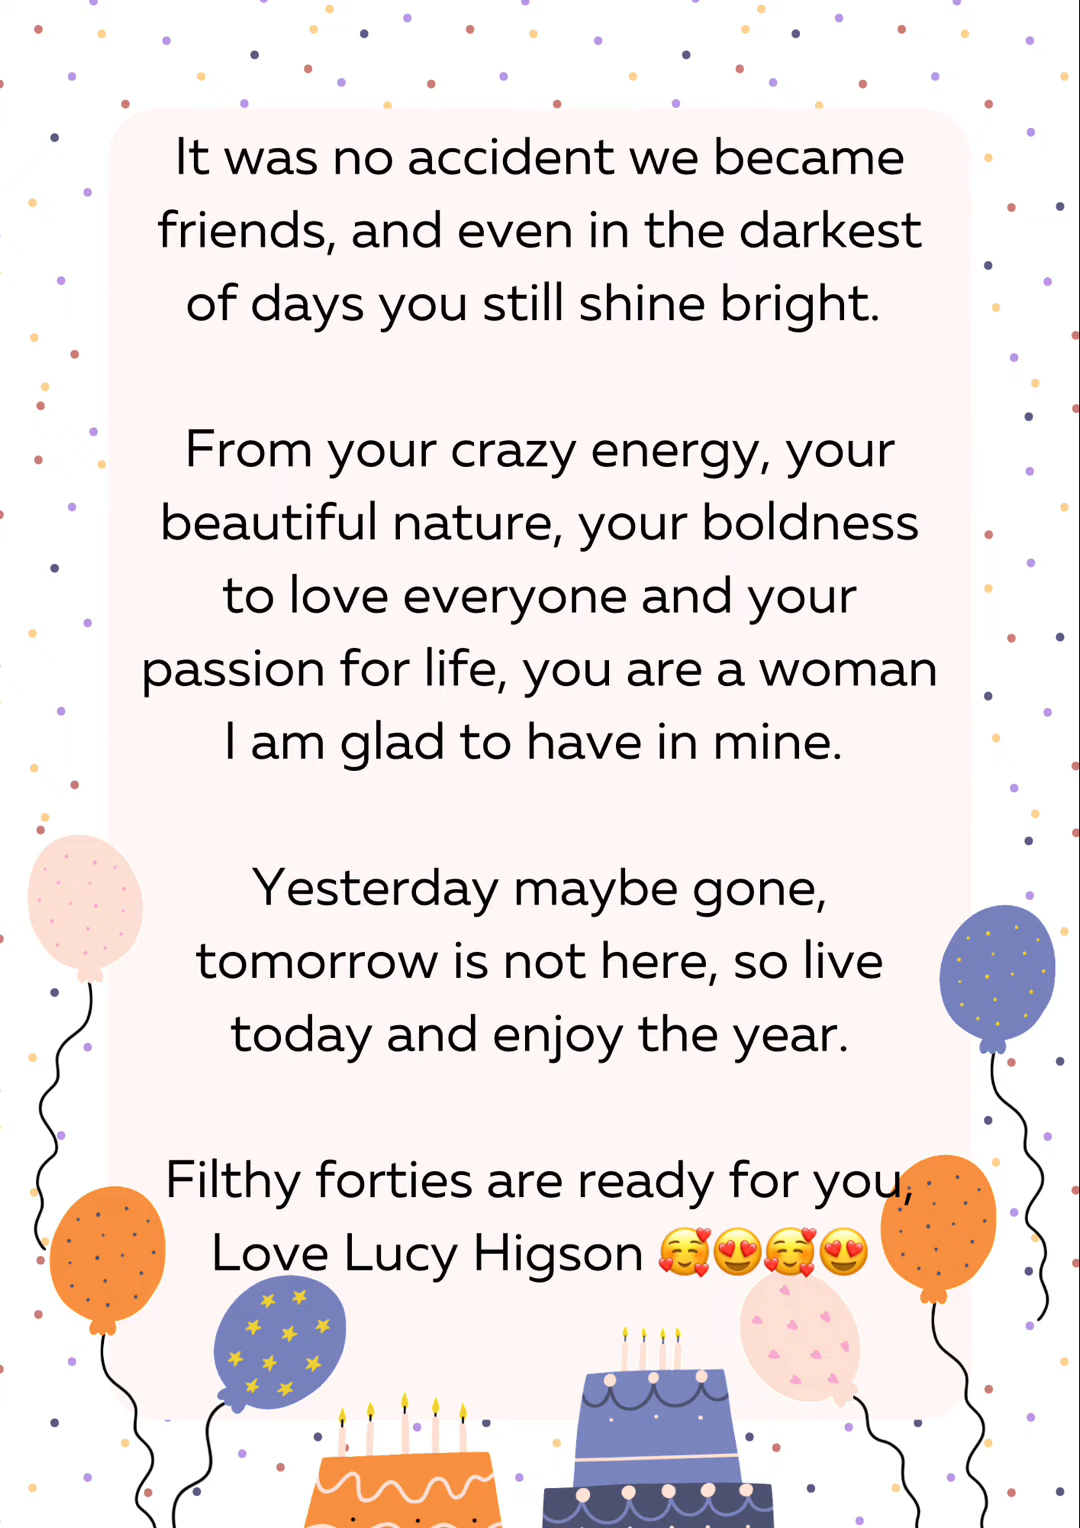 It was no accident we became
friends, and even in the darkest
of days you still shine bright.
From your crazy energy, your
beautiful nature, your boldness
to love everyone and your
passion for life, you are a woman
I am glad to have in mine.
Yesterday maybe gone,
tomorrow is not here, so live
today and enjoy the year.
Filthy forties are ready for you,
Love Lucy Higson 🥰😍🥰😍